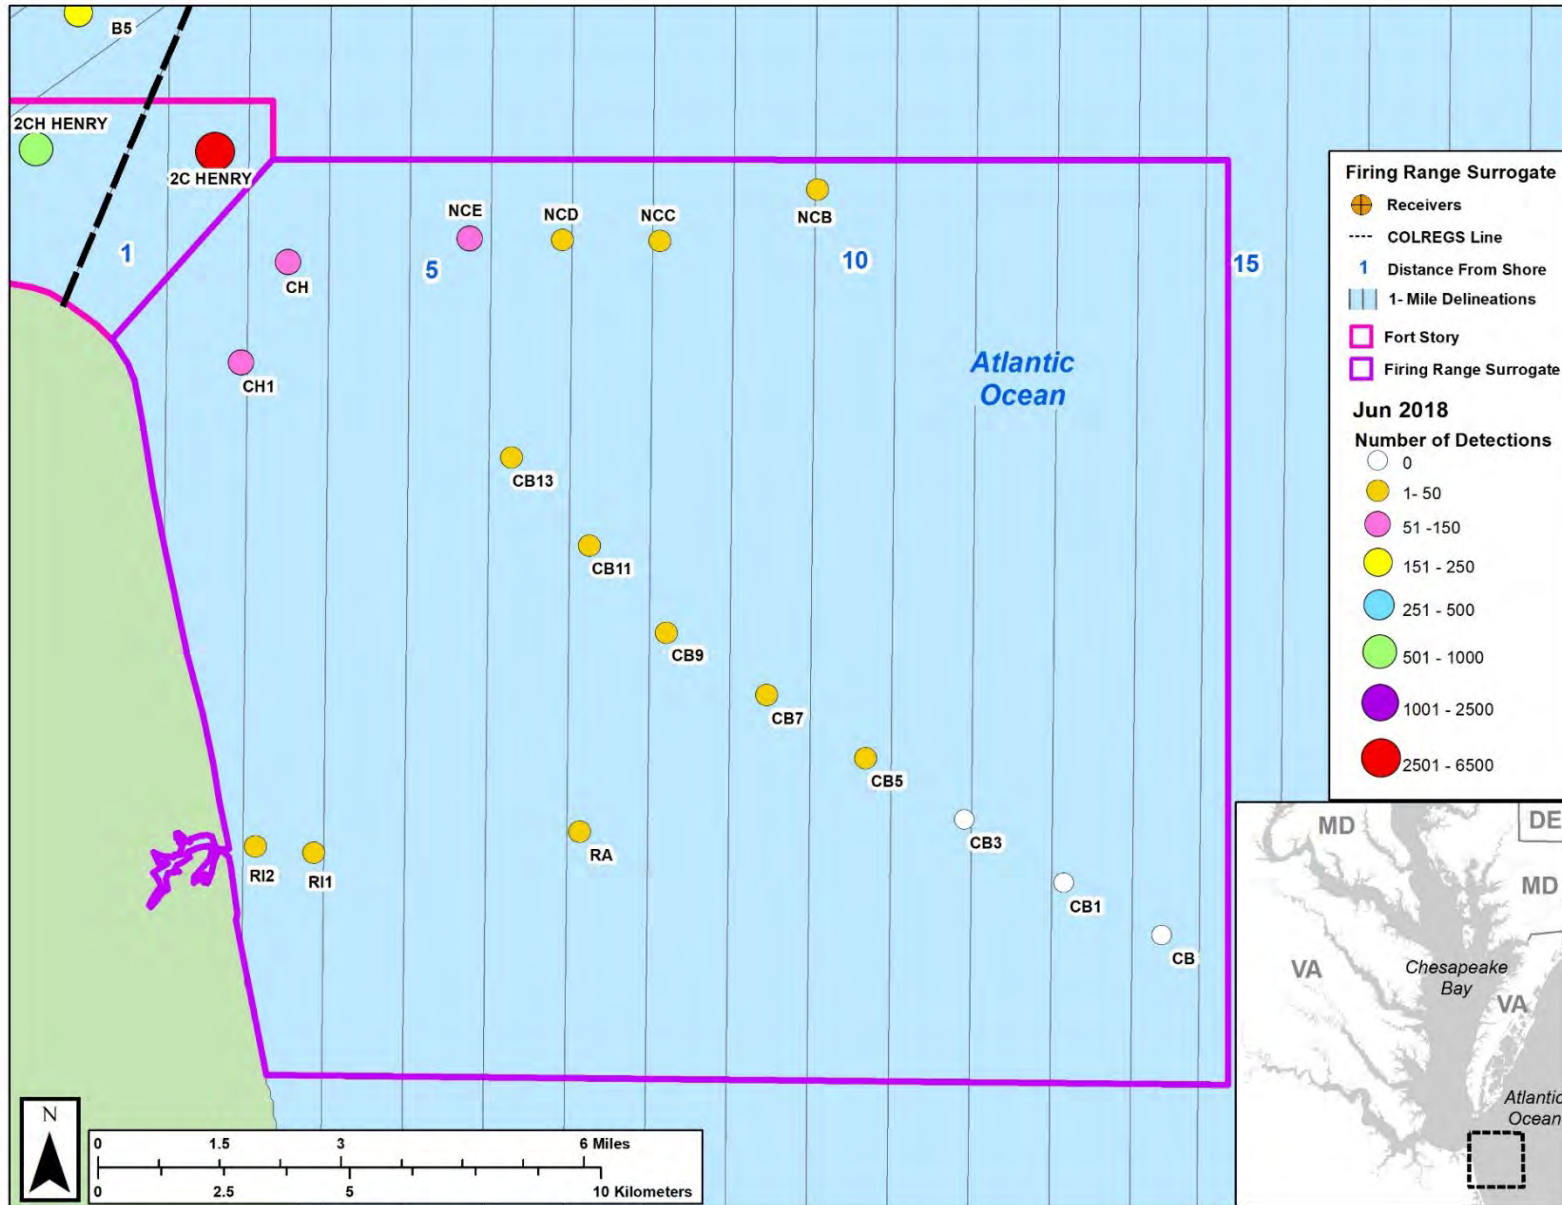 B5
2CH HENRY
2C HENRY
1
CH
NCE
NCD
NCC
NCB
5
10
15
CH1
Atlantic
Ocean
CB13
CB11
CB9
CB7
CB5
CB3
CB1
CB
RI2
RI1
RA
Firing Range Surrogate
Receivers
COLREGS Line
1 Distance From Shore
1- Mile Delineations
Fort Story
Firing Range Surrogate
Jun 2018
Number of Detections
0
1- 50
51 -150
151 - 250
251 - 500
501 - 1000
1001 - 2500
2501 - 6500
N
0 1.5 3 6 Miles
0 2.5 5 10 Kilometers
MD
DE
MD
VA
Chesapeake
Bay
VA
Atlantic
Ocean